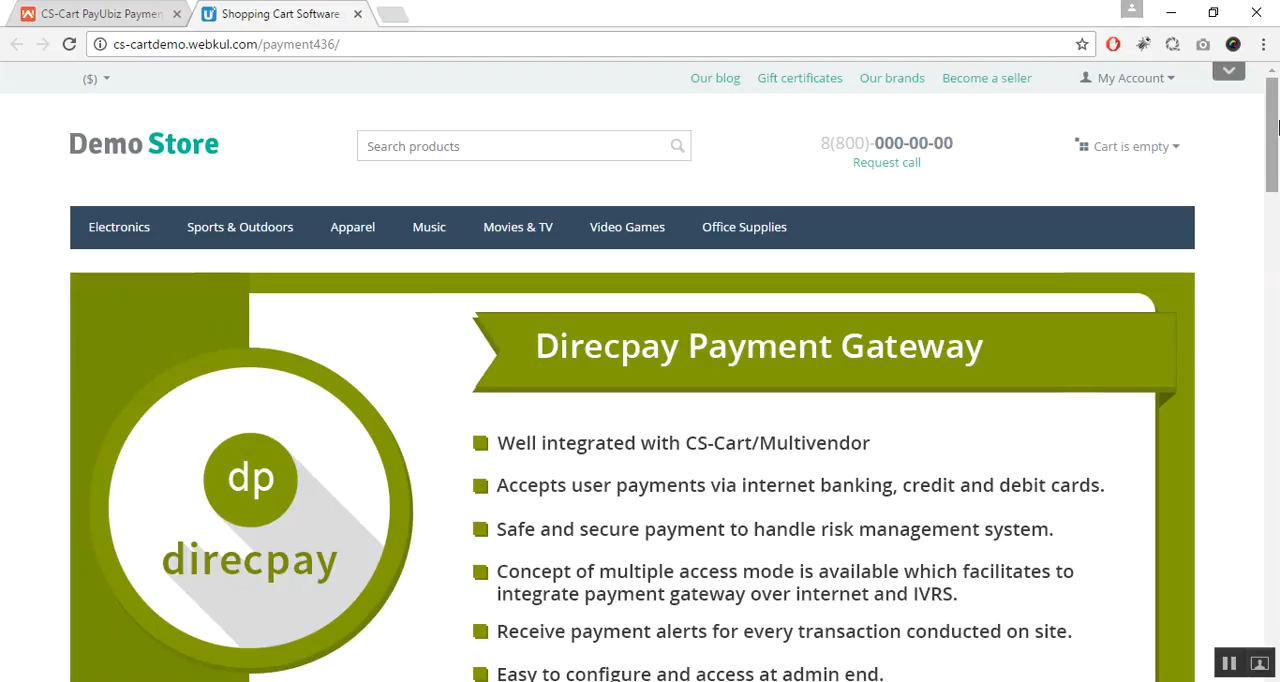 CS-Cart PayUbiz Paymen
Shopping Cart Software
cs-cartdemo.webkul.com/payment436/
($)
Our blog
Gift certificates
Our brands
Become a seller
My Account
Demo Store
Search products
8(800)-000-00-00
Request call
Cart is empty
Electronics
Sports & Outdoors
Apparel
Music
Movies & TV
Video Games
Office Supplies
Direcpay Payment Gateway
dp
direcpay
Well integrated with CS-Cart/Multivendor
Accepts user payments via internet banking, credit and debit cards.
Safe and secure payment to handle risk management system.
Concept of multiple access mode is available which facilitates to
integrate payment gateway over internet and IVRS.
Receive payment alerts for every transaction conducted on site.
Easy to configure and access at admin end.